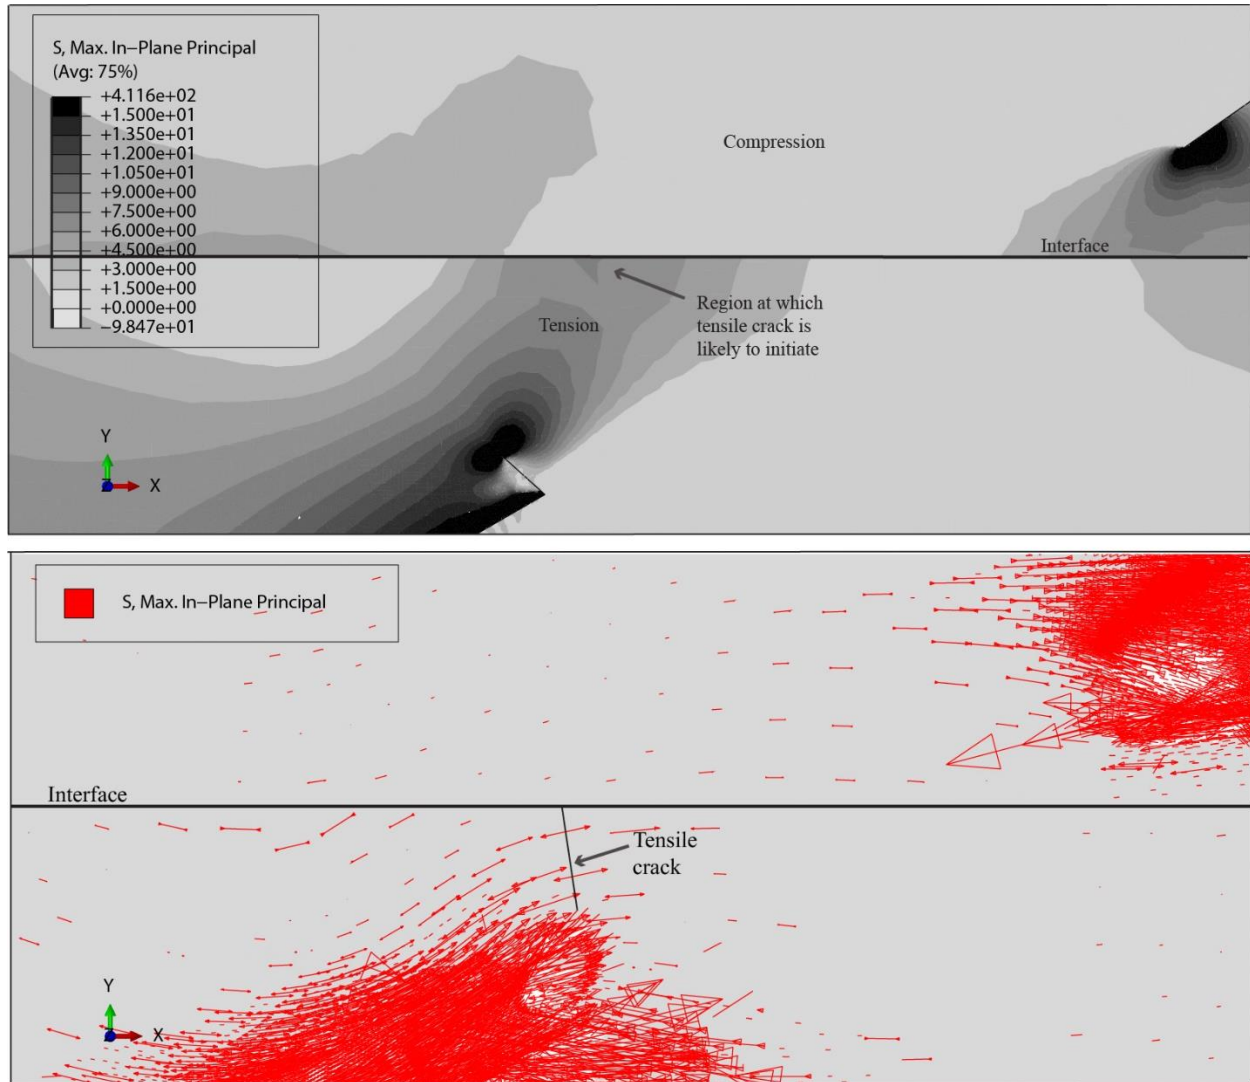 S, Max. In−Plane Principal
(Avg: 75%)
+4.116e+02
+1.500e+01
+1.350e+01
+1.200e+01
+1.050e+01
+9.000e+00
+7.500e+00
+6.000e+00
+4.500e+00
+3.000e+00
+1.500e+00
+0.000e+00
−9.847e+01
Compression
Interface
Region at which
tensile crack is
likely to initiate
Tension
Y
Z
X
S, Max. In−Plane Principal
Interface
Tensile
crack
Y
Z
X